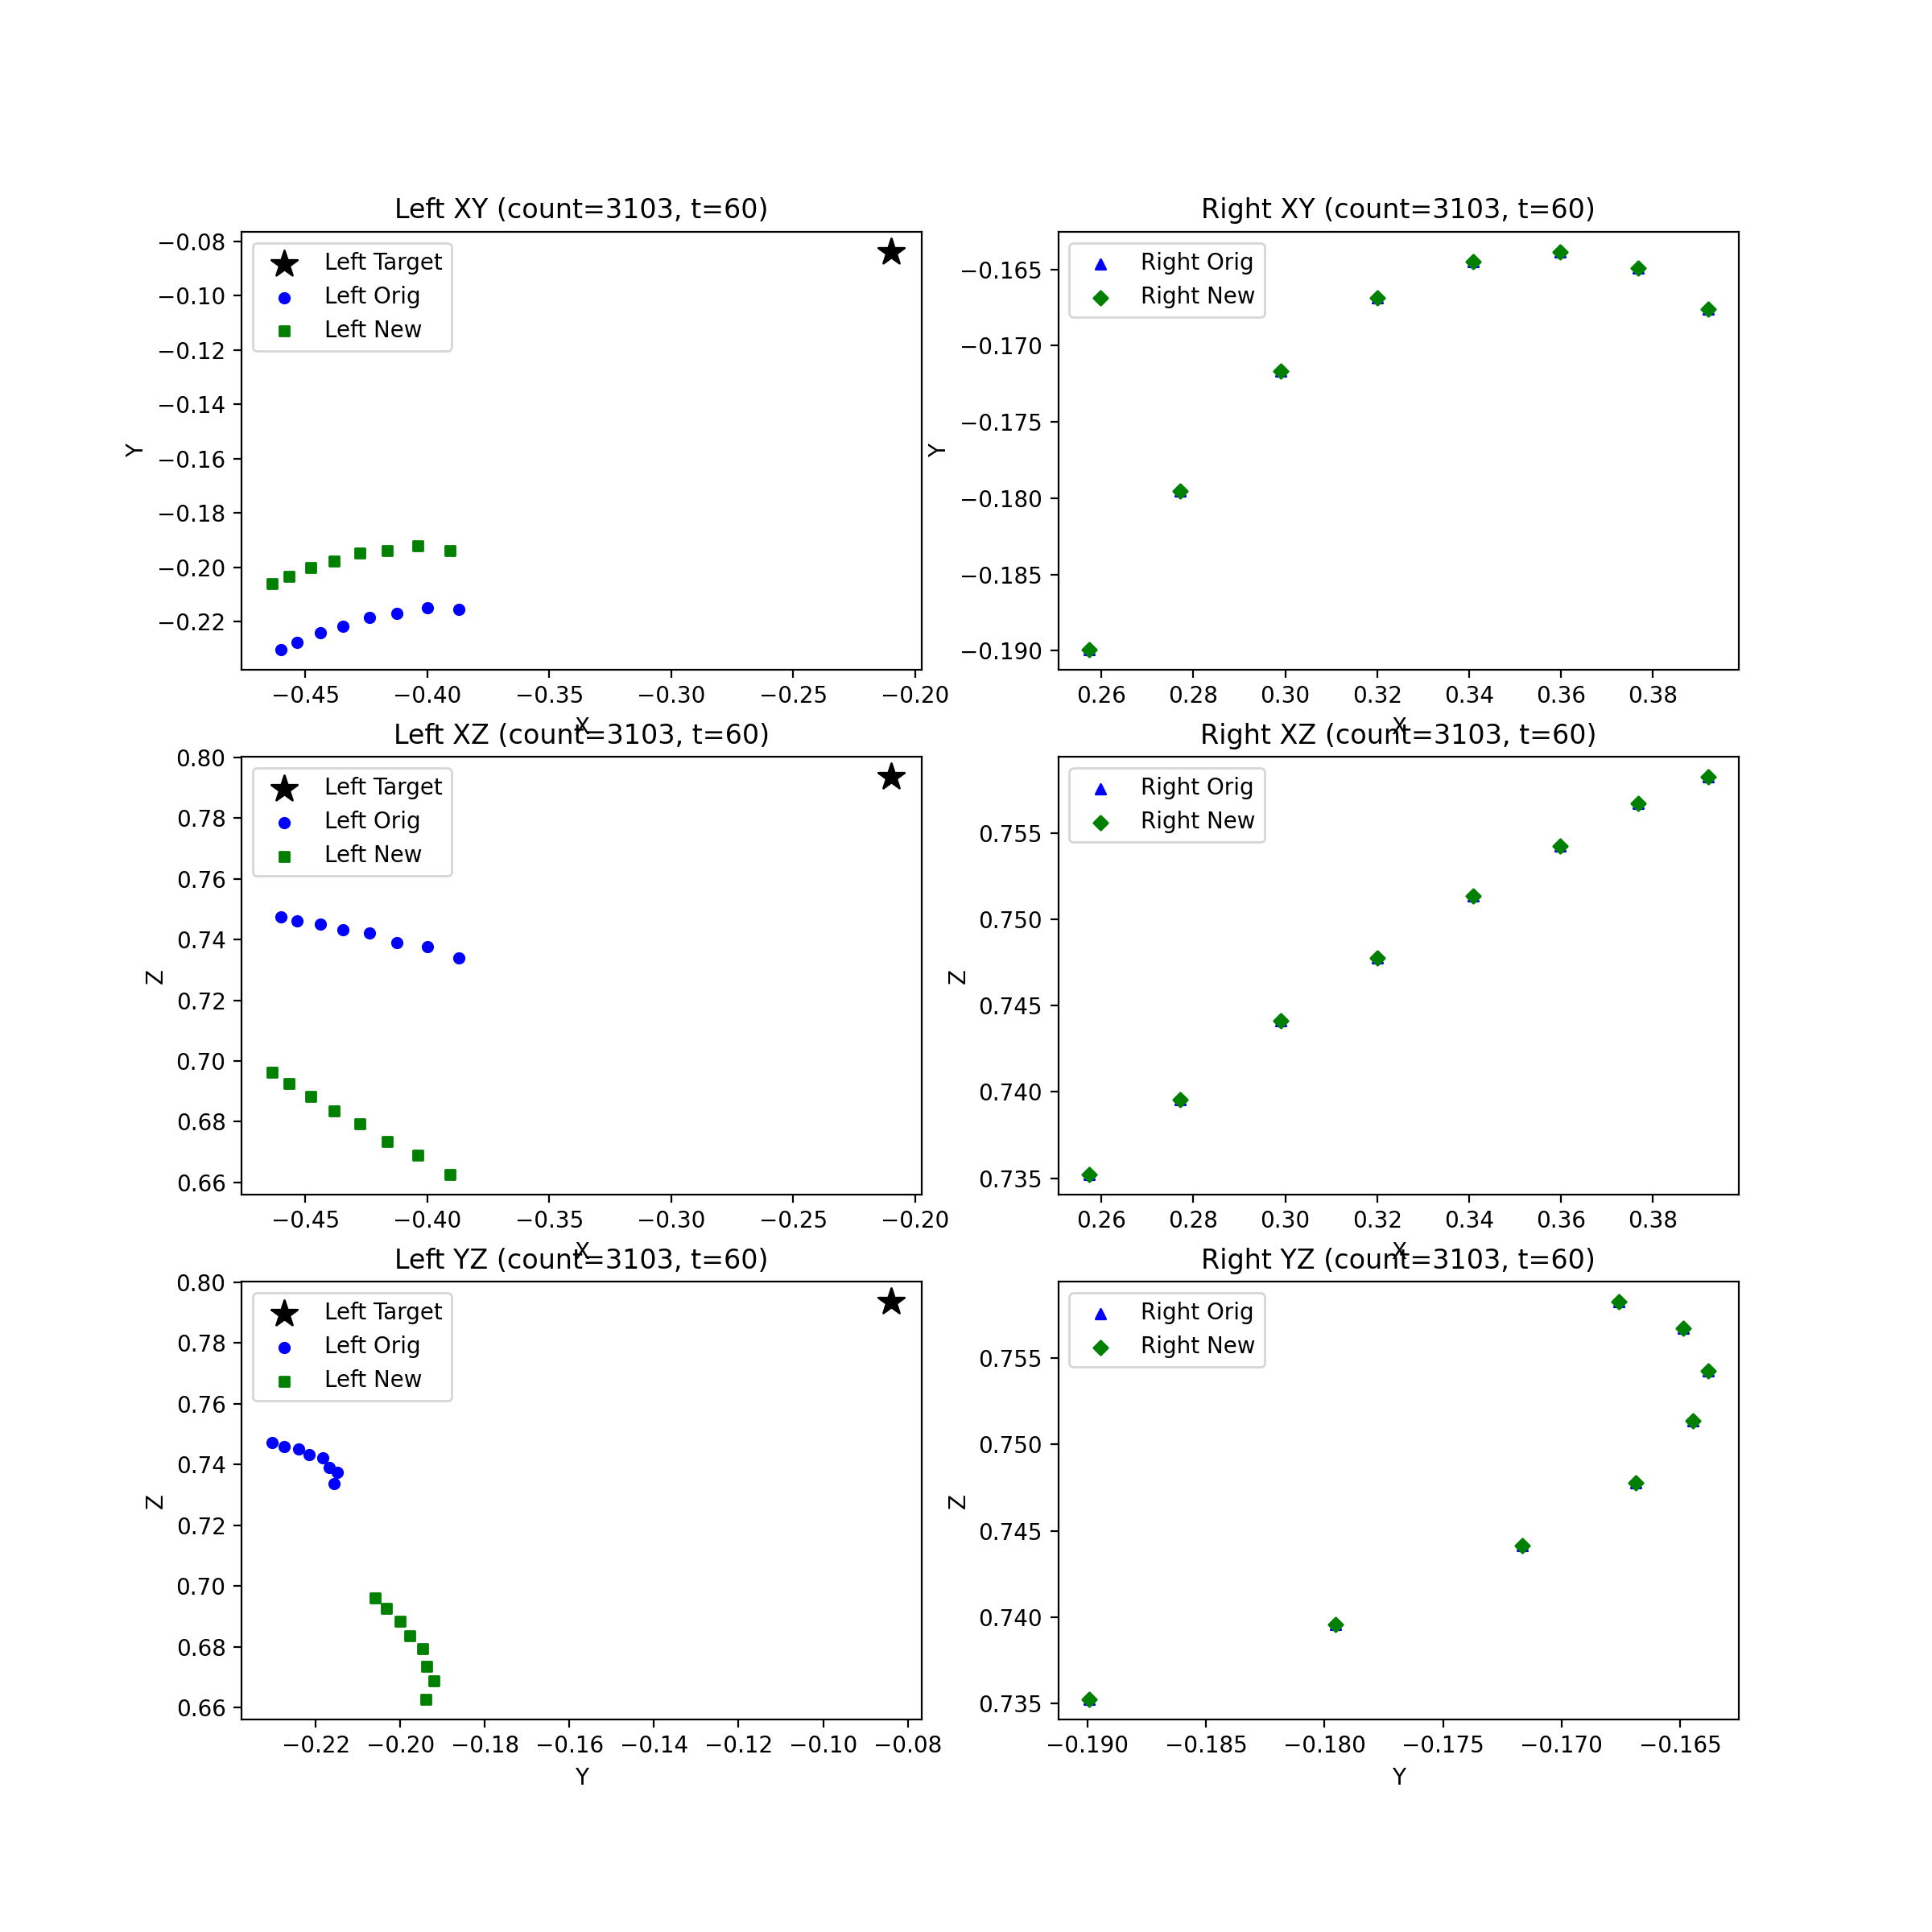 Left XY (count=3103, t=60)
Left Target
Left Orig
Left New
−0.08
−0.10
−0.12
−0.14
−0.16
−0.18
−0.20
−0.22
Y
−0.45 −0.40 −0.35 −0.30 −0.25 −0.20
X
Right XY (count=3103, t=60)
Right Orig
Right New
−0.165
−0.170
−0.175
−0.180
−0.185
−0.190
Y
0.26 0.28 0.30 0.32 0.34 0.36 0.38
X
Left XZ (count=3103, t=60)
Left Target
Left Orig
Left New
0.80
0.78
0.76
0.74
0.72
0.70
0.68
0.66
Z
−0.45 −0.40 −0.35 −0.30 −0.25 −0.20
X
Right XZ (count=3103, t=60)
Right Orig
Right New
0.755
0.750
0.745
0.740
0.735
Z
0.26 0.28 0.30 0.32 0.34 0.36 0.38
X
Left YZ (count=3103, t=60)
Left Target
Left Orig
Left New
0.80
0.78
0.76
0.74
0.72
0.70
0.68
0.66
Z
−0.22 −0.20 −0.18 −0.16 −0.14 −0.12 −0.10 −0.08
Y
Right YZ (count=3103, t=60)
Right Orig
Right New
0.755
0.750
0.745
0.740
0.735
Z
−0.190 −0.185 −0.180 −0.175 −0.170 −0.165
Y